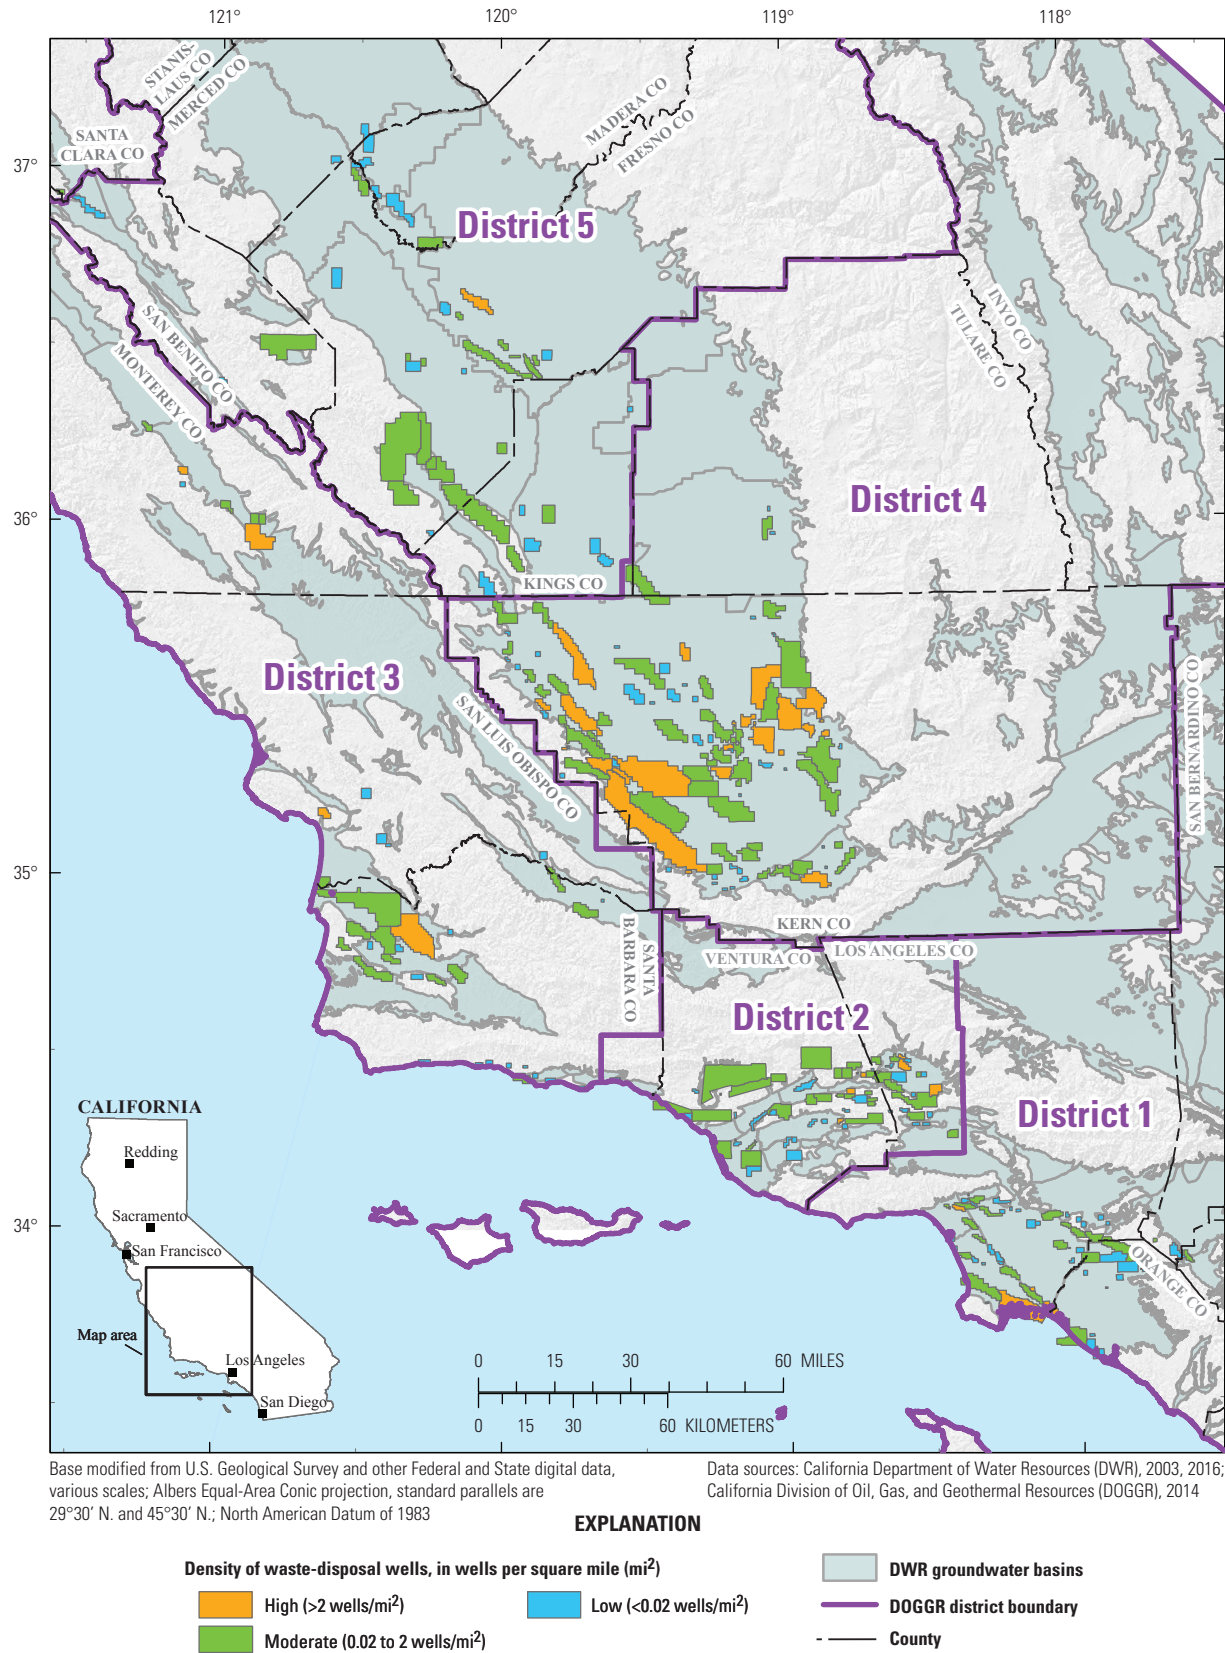 121°
120°
119°
118°
STANIS-
LAUS CO
MERCED CO
MADERA CO
FRESNO CO
SANTA
CLARA CO
37°
District 5
SAN BENITO CO
MONTEREY CO
INYO CO
TULARE CO
District 4
36°
KINGS CO
District 3
SAN LUIS OBISPO CO
SAN BERNARDINO CO
35°
KERN CO
VENTURA CO
LOS ANGELES CO
SANTA
BARBARA CO
District 2
District 1
CALIFORNIA
Redding
Sacramento
San Francisco
34°
ORANGE CO
Map area
Los Angeles
San Diego
0 15 30 60 MILES
0 15 30 60 KILOMETERS
Base modified from U.S. Geological Survey and other Federal and State digital data,
various scales; Albers Equal-Area Conic projection, standard parallels are
29°30′ N. and 45°30′ N.; North American Datum of 1983
Data sources: California Department of Water Resources (DWR), 2003, 2016;
California Division of Oil, Gas, and Geothermal Resources (DOGGR), 2014
EXPLANATION
Density of waste-disposal wells, in wells per square mile (mi²)
High (>2 wells/mi²)
Low (<0.02 wells/mi²)
Moderate (0.02 to 2 wells/mi²)
DWR groundwater basins
DOGGR district boundary
County